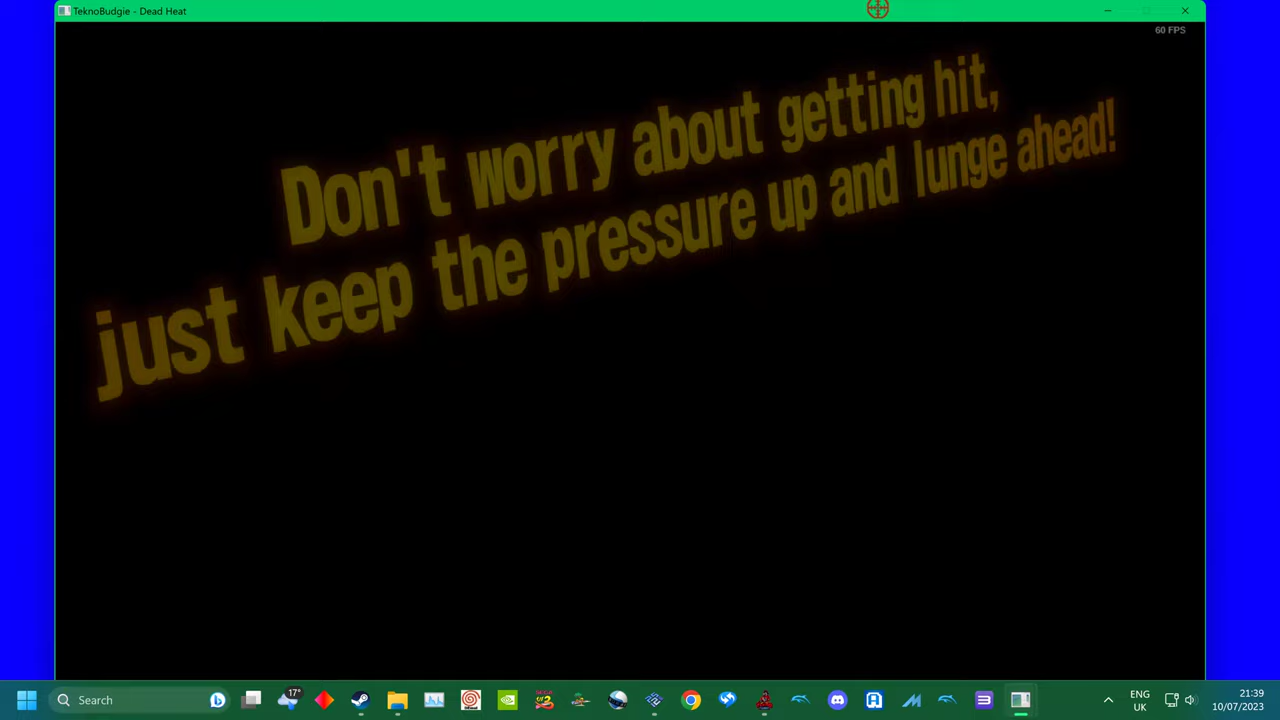 TeknoBudgie - Dead Heat
60 FPS
Don't worry about getting hit,
just keep the pressure up and lunge ahead!
Search
17°
ENG
UK
21:39
10/07/2023